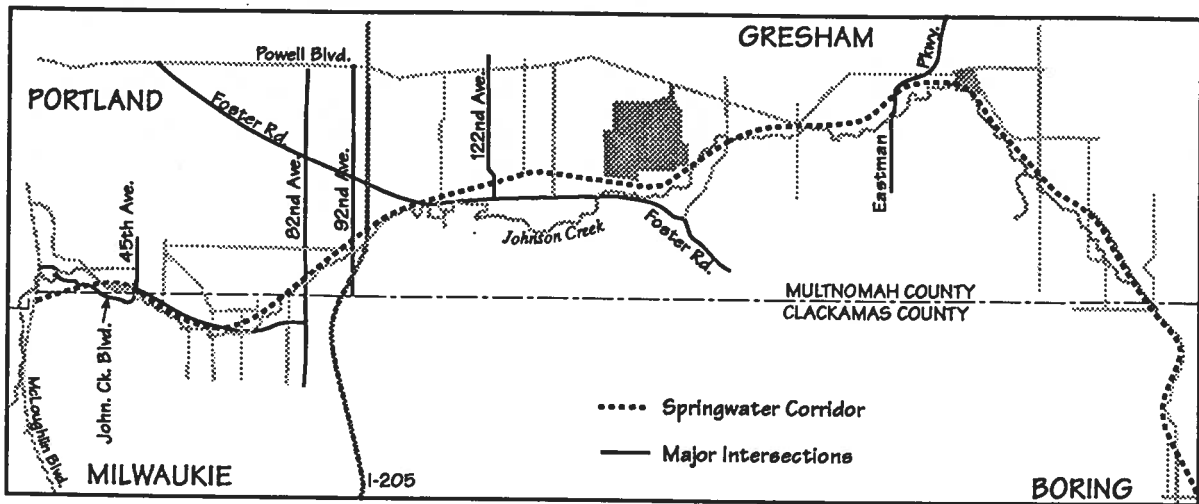 GRESHAM
Pkwy.
Powell Blvd.
PORTLAND
Foster Rd.
122nd Ave.
82nd Ave.
92nd Ave.
45th Ave.
Eastman
Johnson Creek
Foster Rd.
MULTNOMAH COUNTY
CLACKAMAS COUNTY
John. Ck. Blvd.
McLoughlin Blvd.
Springwater Corridor
Major Intersections
MILWAUKIE
I-205
BORING